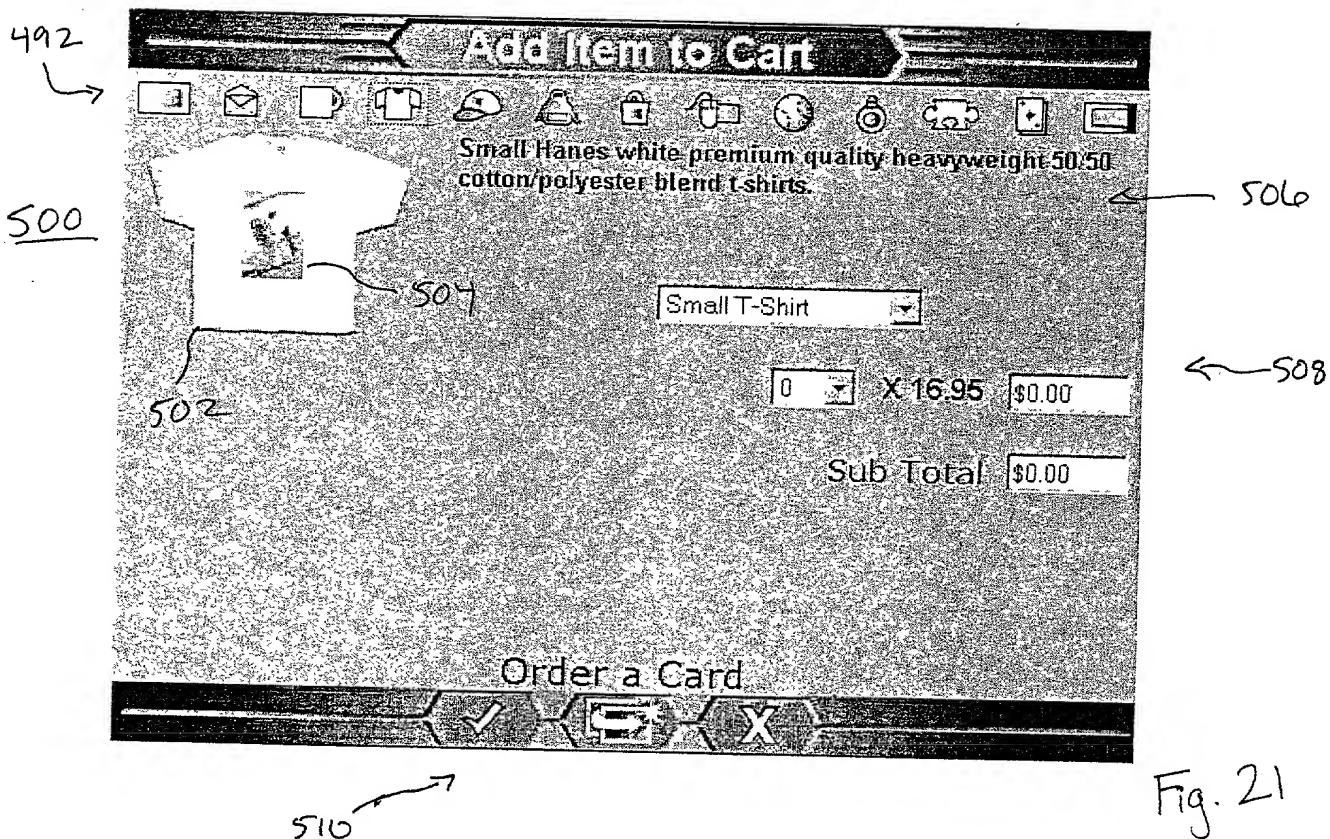 Add Item to Cart
492
Small Hanes white premium quality heavyweight 50/50
cotton/polyester blend t-shirts.
506
500
504
Small T-Shirt
508
0 X 16.95 $0.00
502
Sub Total $0.00
Order a Card
X
510
Fig. 21